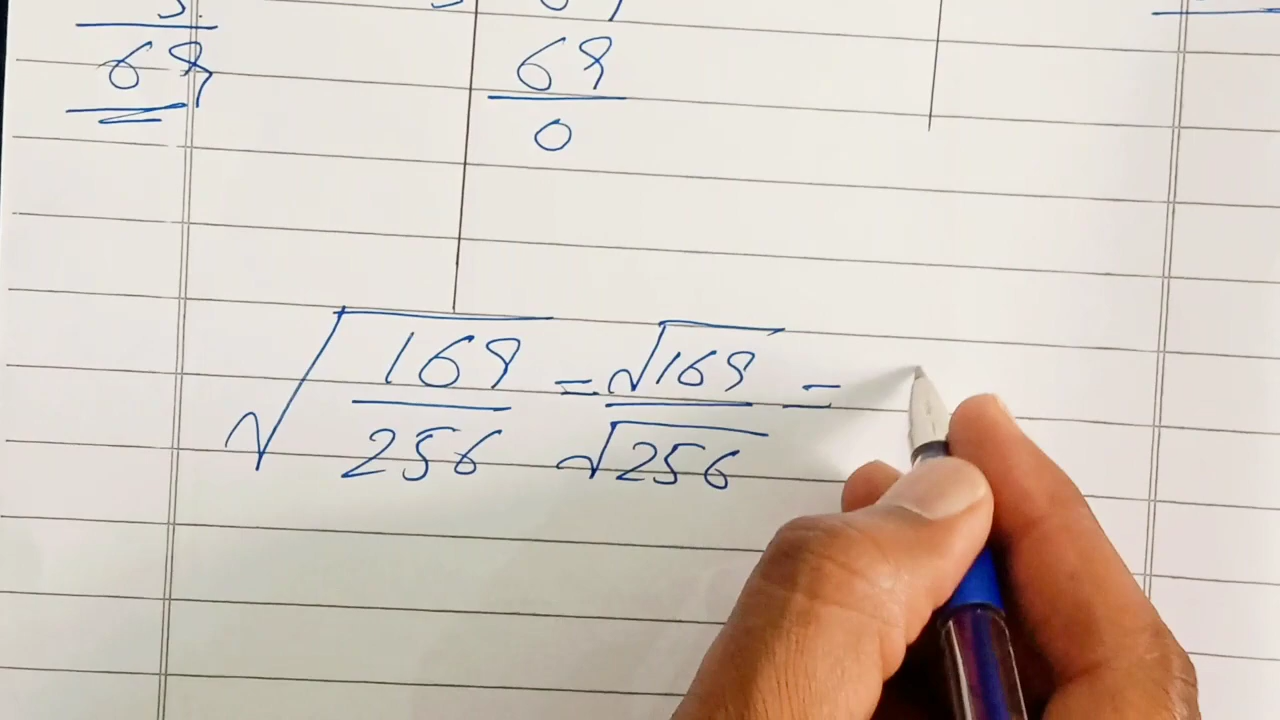 69 69
0
√169/256 = √169/√256 =